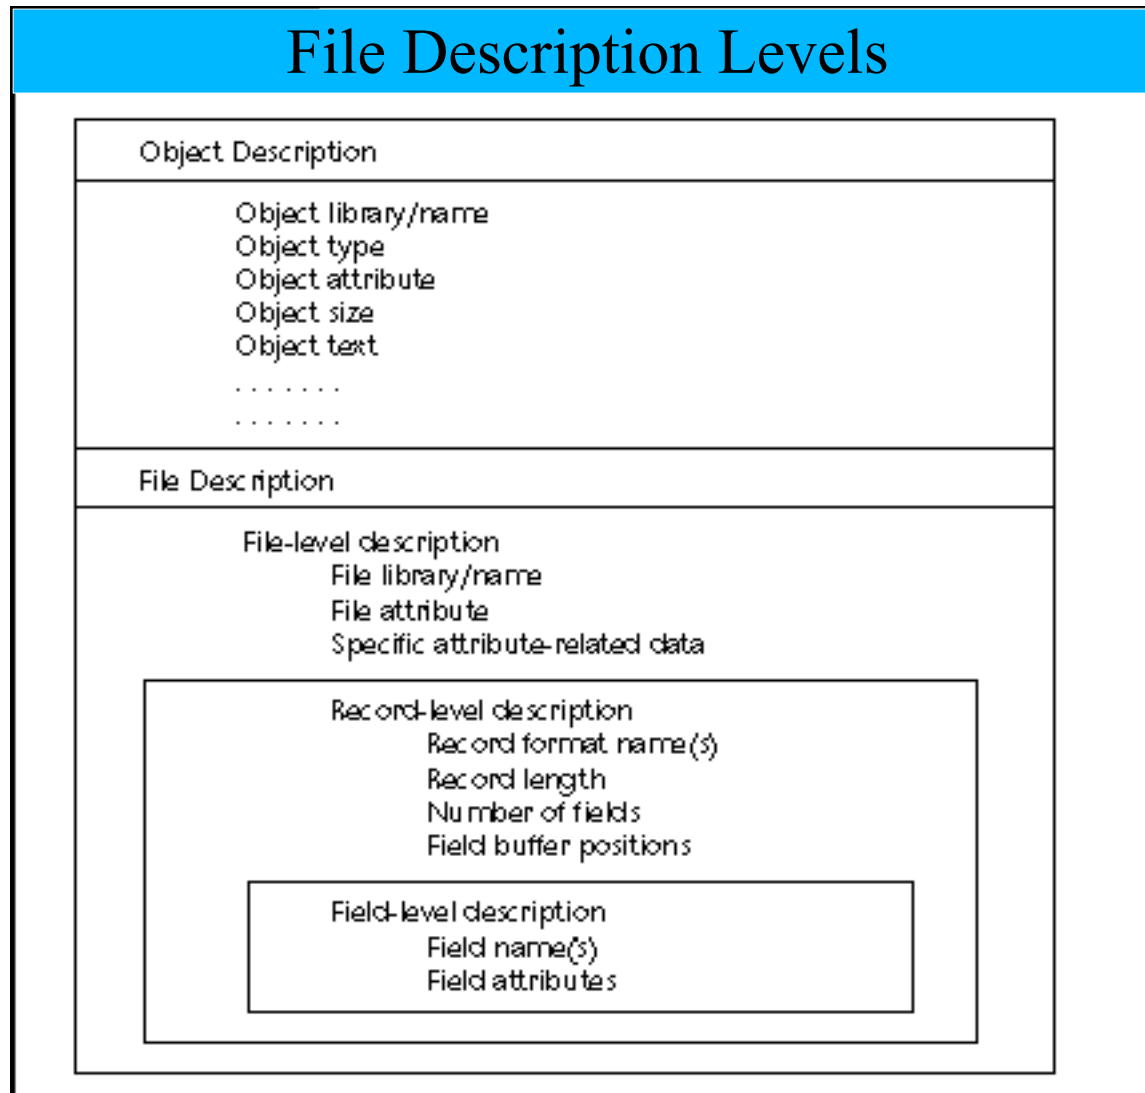 File Description Levels
Object Description
Object library/name
Object type
Object attribute
Object size
Object text
. . . . . . .
. . . . . . .
File Description
File-level description
File library/name
File attribute
Specific attribute-related data
Record-level description
Record format name(s)
Record length
Number of fields
Field buffer positions
Field-level description
Field name(s)
Field attributes